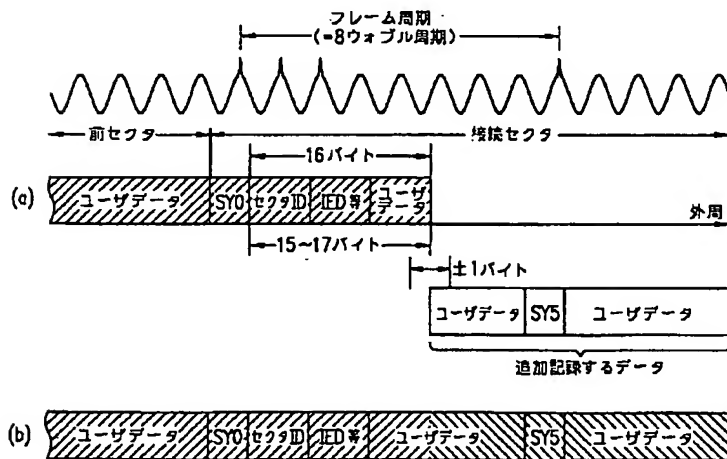 フレーム周期
(=8ウォブル周期)
前セクタ
接続セクタ
16バイト
(a)
ユーザデータ
SY0
セクタID
IED等
ユーザ
データ
外周
15~17バイト
±1バイト
ユーザデータ
SY5
ユーザデータ
追加記録するデータ
(b)
ユーザデータ
SY0
セクタID
IED等
ユーザデータ
SY5
ユーザデータ